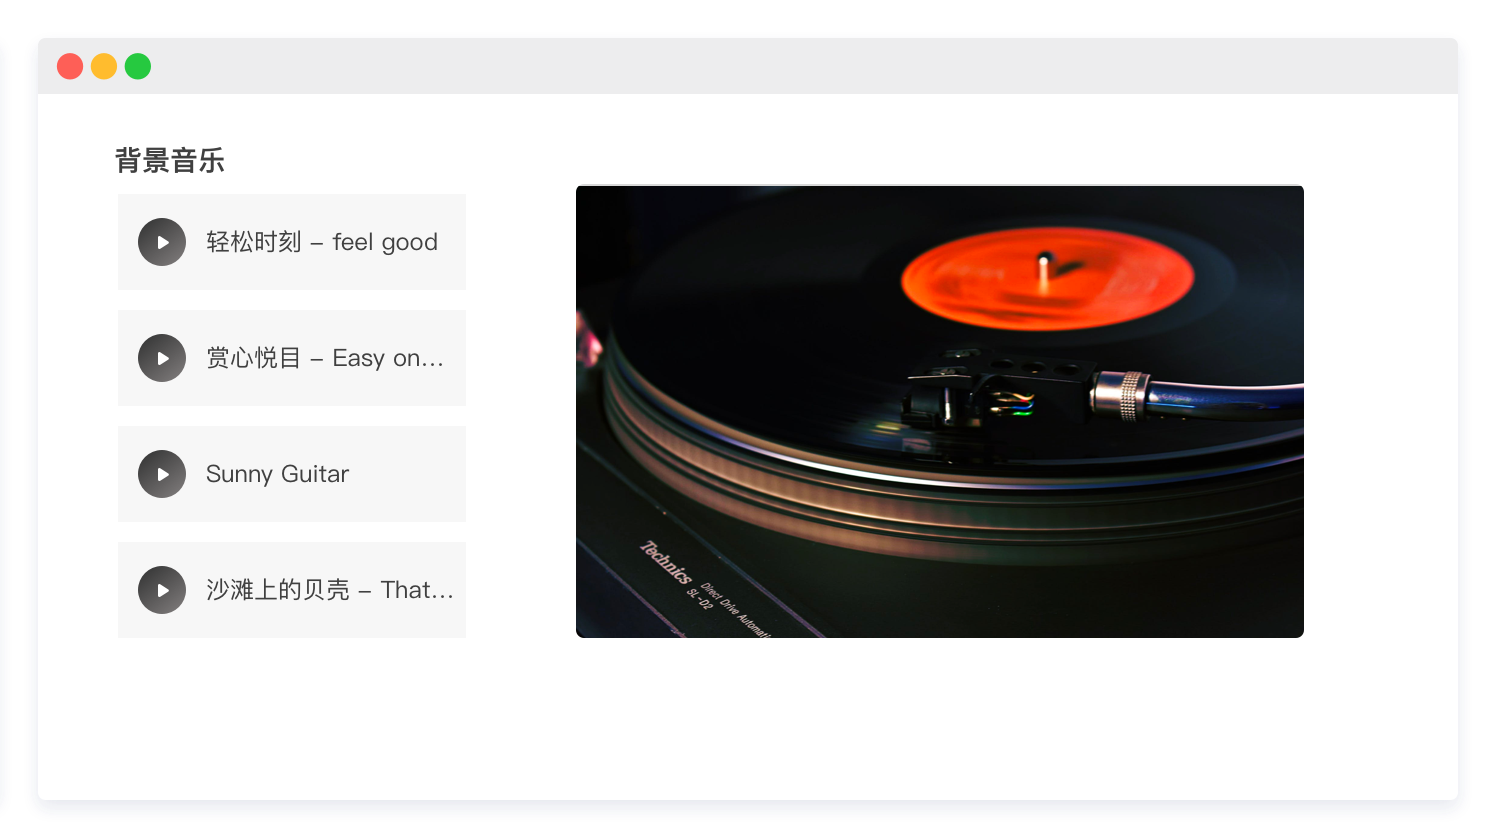 背景音乐
轻松时刻 – feel good
赏心悦目 – Easy on...
Sunny Guitar
沙滩上的贝壳 – That...
Technics
SL-D2
Direct Drive Automati